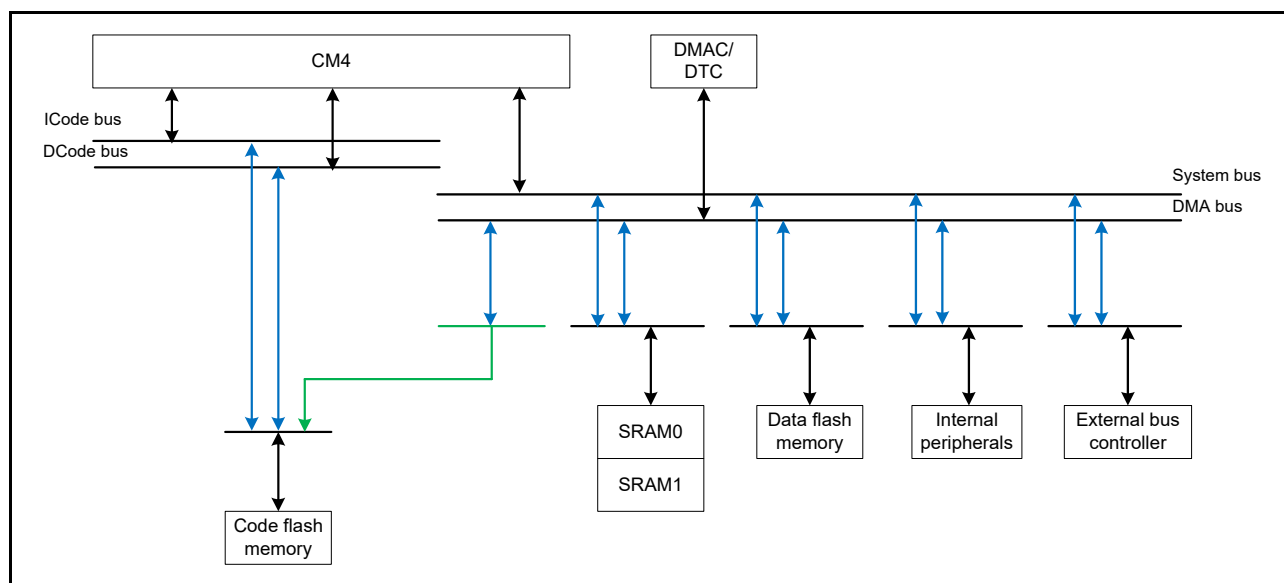 CM4
DMAC/
DTC
ICode bus
DCode bus
System bus
DMA bus
SRAM0
SRAM1
Data flash
memory
Internal
peripherals
External bus
controller
Code flash
memory